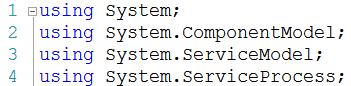 1 using System;
2 using System.ComponentModel;
3 using System.ServiceModel;
4 using System.ServiceProcess;